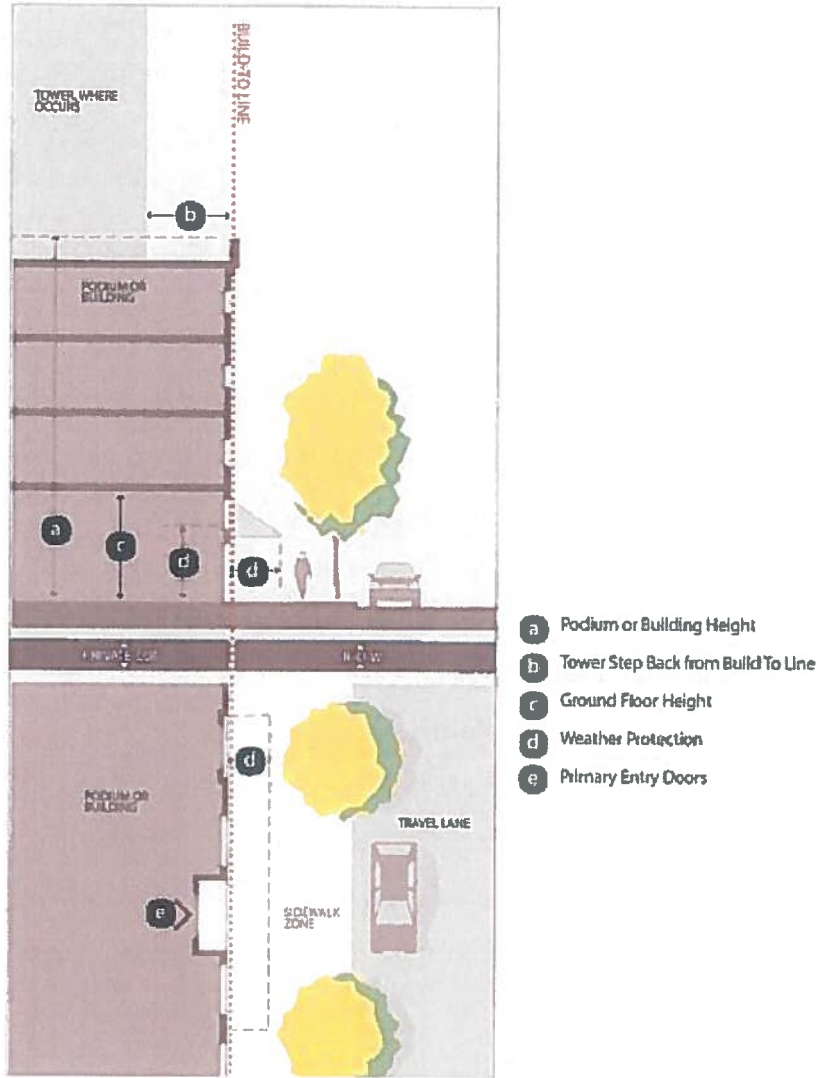 TOWER, WHERE
OCCURS
BUILD-TO LINE
b
PODIUM OR
BUILDING
a
c
d
d
PRIVATE LOT
R.O.W
a Podium or Building Height
b Tower Step Back from Build To Line
c Ground Floor Height
d Weather Protection
e Primary Entry Doors
d
PODIUM OR
BUILDING
TRAVEL LANE
e
SIDEWALK
ZONE